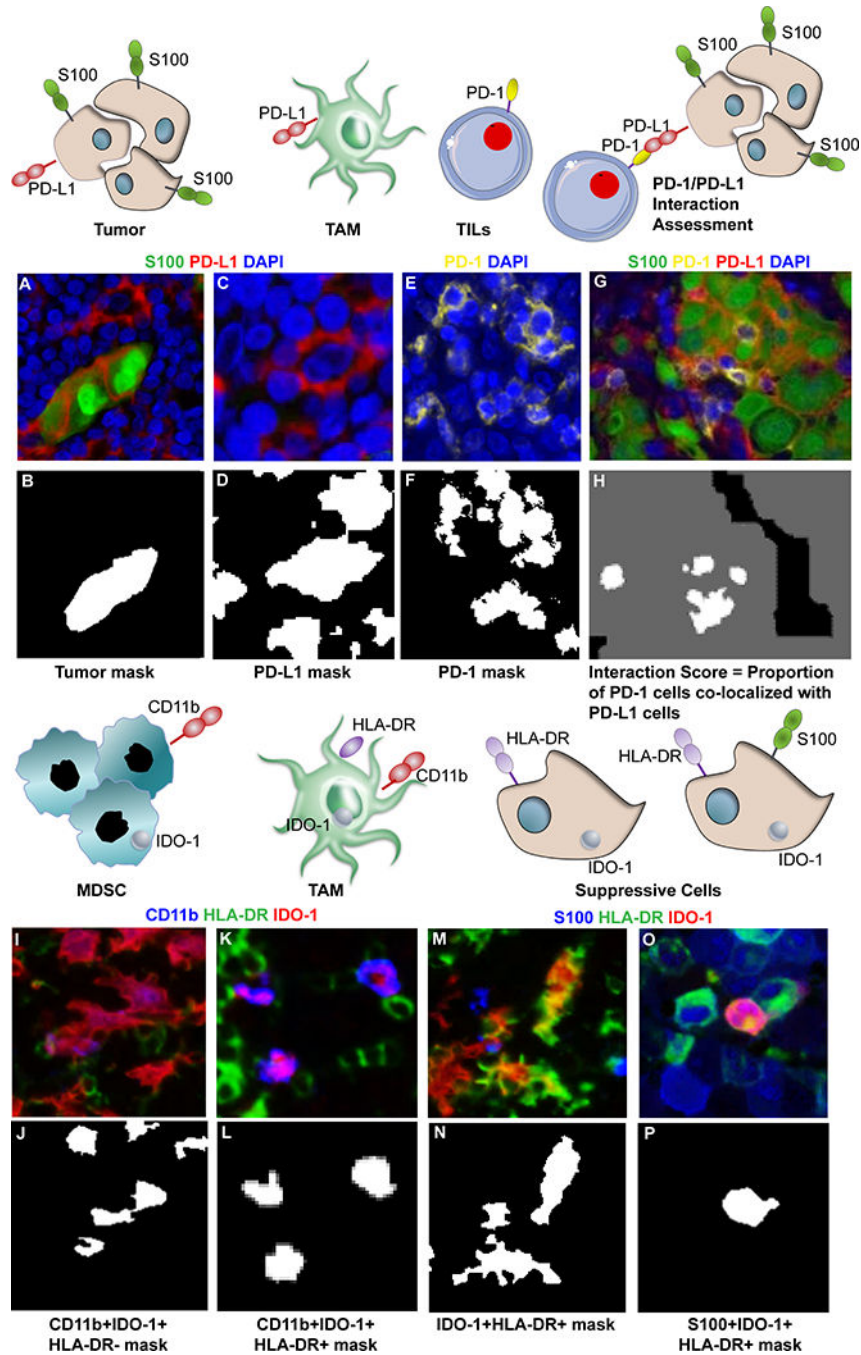 S100
S100
PD-L1
S100
Tumor
PD-L1
TAM
PD-1
TILs
S100
S100
PD-L1
PD-1
S100
PD-1/PD-L1
Interaction
Assessment
S100 PD-L1 DAPI
PD-1 DAPI
S100 PD-1 PD-L1 DAPI
A
C
E
G
B
D
F
H
Tumor mask
PD-L1 mask
PD-1 mask
Interaction Score = Proportion
of PD-1 cells co-localized with
PD-L1 cells
CD11b
IDO-1
MDSC
HLA-DR
CD11b
IDO-1
TAM
HLA-DR
IDO-1
HLA-DR
S100
IDO-1
Suppressive Cells
CD11b HLA-DR IDO-1
S100 HLA-DR IDO-1
I
K
M
O
J
L
N
P
CD11b+IDO-1+
HLA-DR- mask
CD11b+IDO-1+
HLA-DR+ mask
IDO-1+HLA-DR+ mask
S100+IDO-1+
HLA-DR+ mask